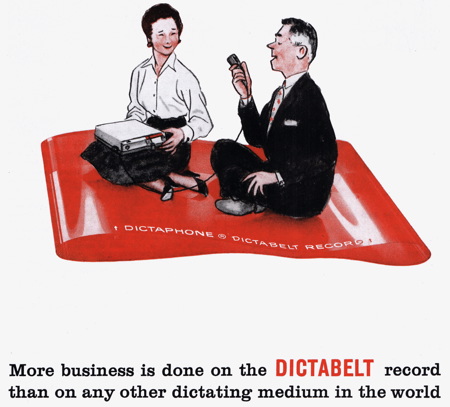 ↑ DICTAPHONE ® DICTABELT RECORD ↑
More business is done on the DICTABELT record
than on any other dictating medium in the world